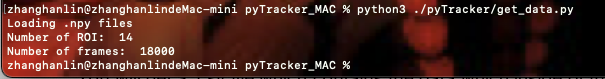 zhanghanlin@zhanghanlindeMac-mini pyTracker_MAC % python3 ./pyTracker/get_data.py
Loading .npy files
Number of ROI:  14
Number of frames:  18000
zhanghanlin@zhanghanlindeMac-mini pyTracker_MAC %